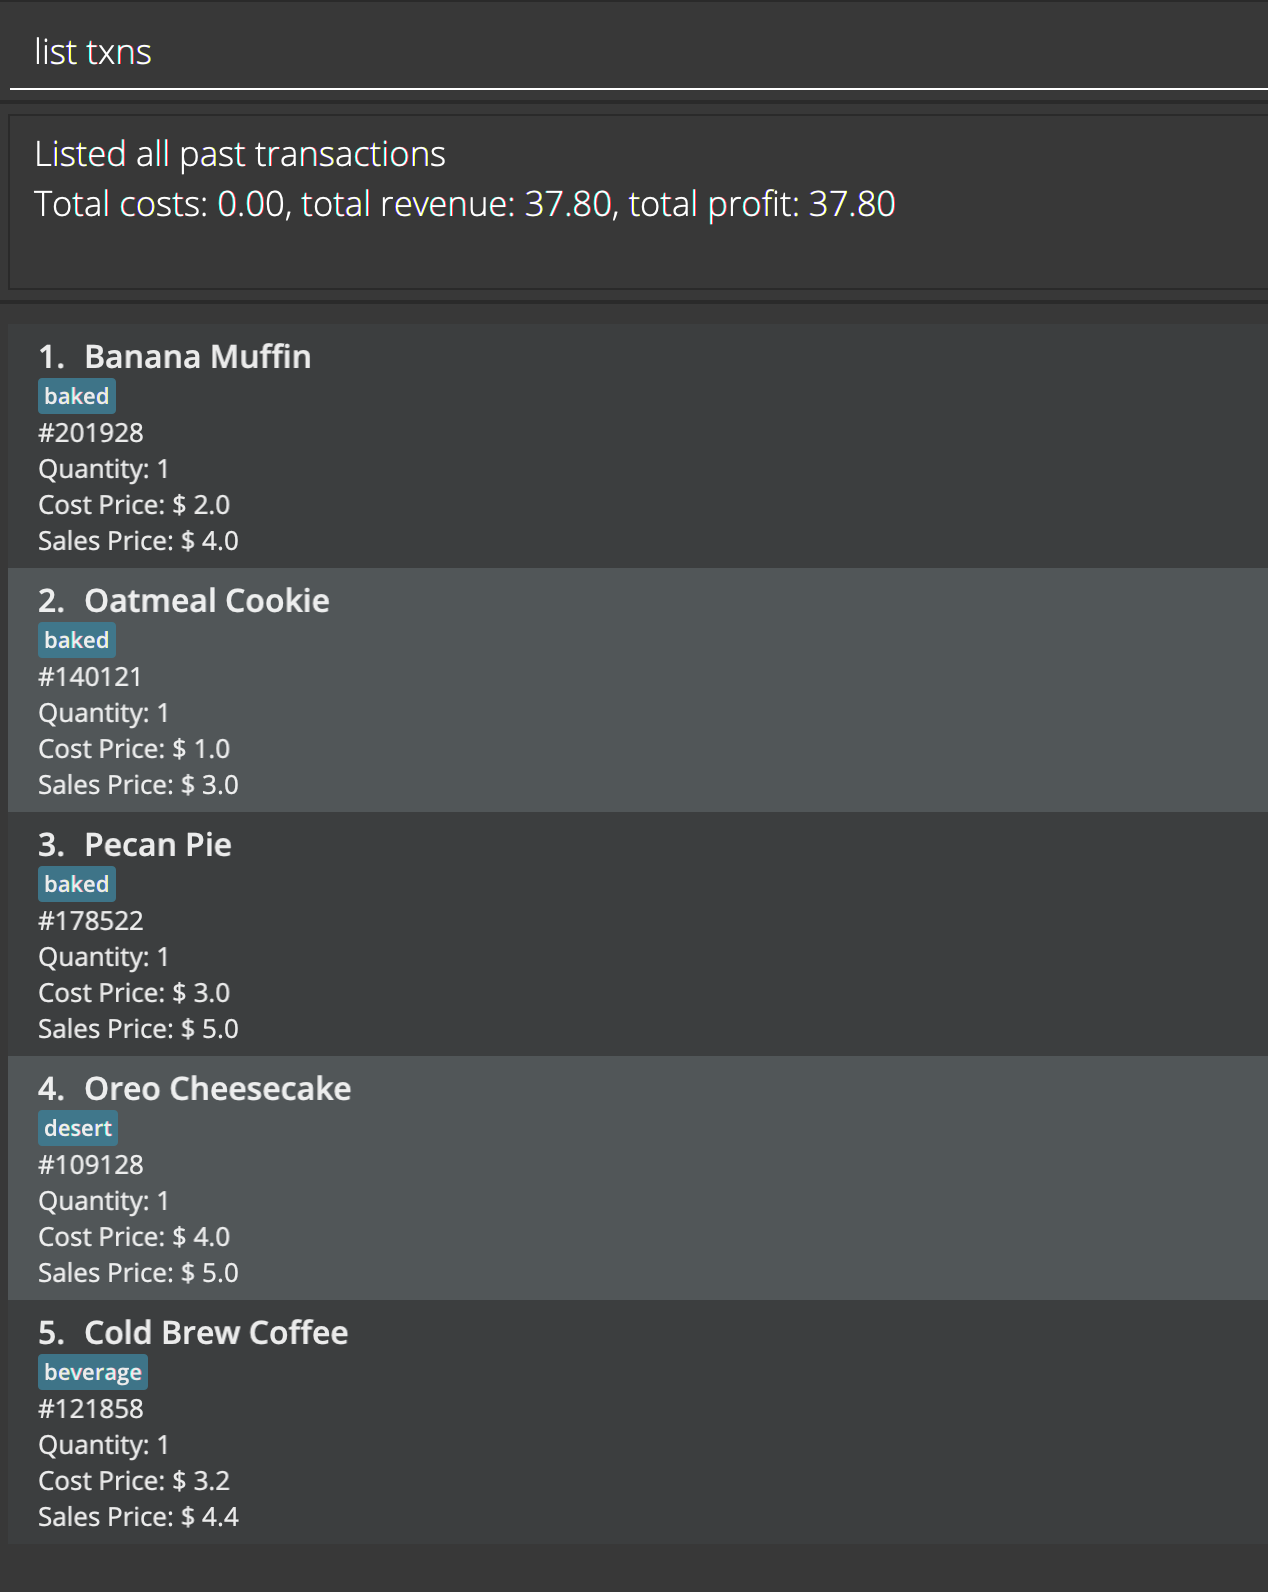 list txns
Listed all past transactions
Total costs: 0.00, total revenue: 37.80, total profit: 37.80
1. Banana Muffin
baked
#201928
Quantity: 1
Cost Price: $ 2.0
Sales Price: $ 4.0
2. Oatmeal Cookie
baked
#140121
Quantity: 1
Cost Price: $ 1.0
Sales Price: $ 3.0
3. Pecan Pie
baked
#178522
Quantity: 1
Cost Price: $ 3.0
Sales Price: $ 5.0
4. Oreo Cheesecake
desert
#109128
Quantity: 1
Cost Price: $ 4.0
Sales Price: $ 5.0
5. Cold Brew Coffee
beverage
#121858
Quantity: 1
Cost Price: $ 3.2
Sales Price: $ 4.4